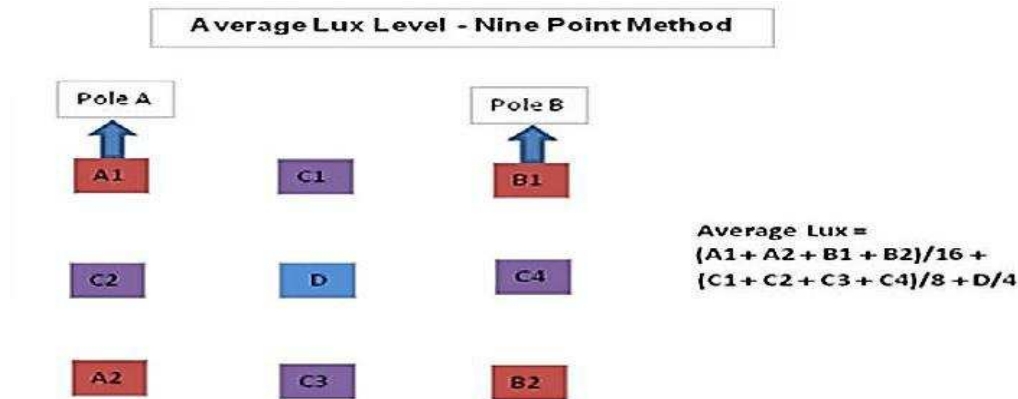 Average Lux Level - Nine Point Method
Pole A
Pole B
A1
C1
B1
C2
D
C4
Average Lux =
(A1 + A2 + B1 + B2)/16 +
(C1 + C2 + C3 + C4)/8 + D/4
A2
C3
B2